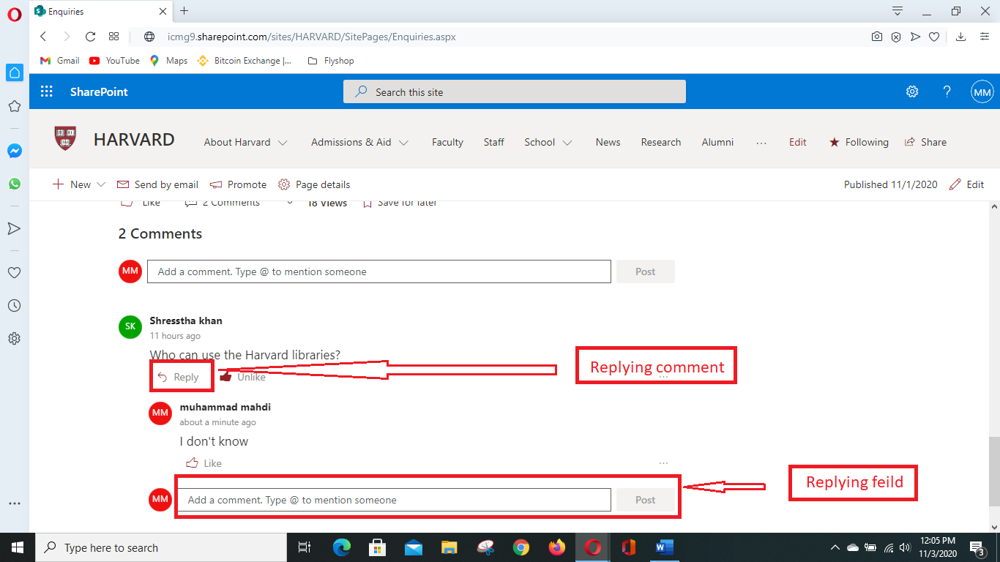 Enquiries
icmg9.sharepoint.com/sites/HARVARD/SitePages/Enquiries.aspx
Gmail YouTube Maps Bitcoin Exchange |... Flyshop
SharePoint Search this site ? MM
HARVARD About Harvard Admissions & Aid Faculty Staff School News Research Alumni ... Edit Following Share
New Send by email Promote Page details Published 11/1/2020 Edit
Like 2 Comments 18 Views Save for later
2 Comments
MM Add a comment. Type @ to mention someone Post
SK Shresstha khan
11 hours ago
Who can use the Harvard libraries?
Replying comment
Reply Unlike ...
MM muhammad mahdi
about a minute ago
I don't know
Like ...
Replying feild
MM Add a comment. Type @ to mention someone Post
Type here to search
12:05 PM
11/3/2020
3